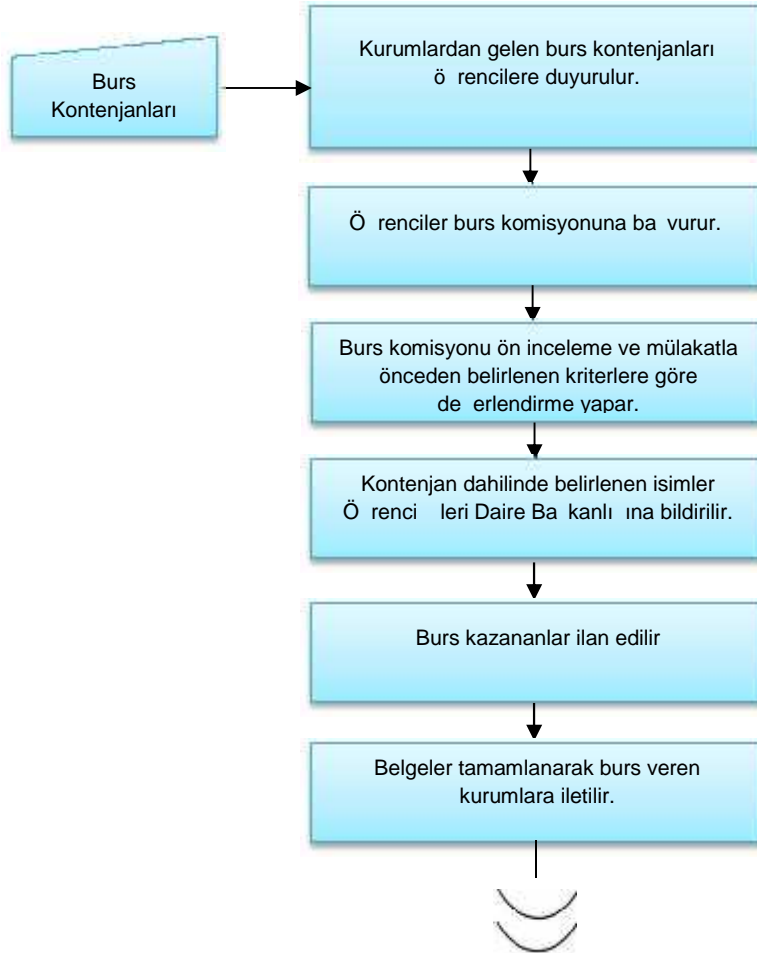 Burs
Kontenjanları
Kurumlardan gelen burs kontenjanları
ö rencilere duyurulur.
Ö renciler burs komisyonuna ba vurur.
Burs komisyonu ön inceleme ve mülakatla
önceden belirlenen kriterlere göre
de erlendirme yapar.
Kontenjan dahilinde belirlenen isimler
Ö renci leri Daire Ba kanlı ına bildirilir.
Burs kazananlar ilan edilir
Belgeler tamamlanarak burs veren
kurumlara iletilir.